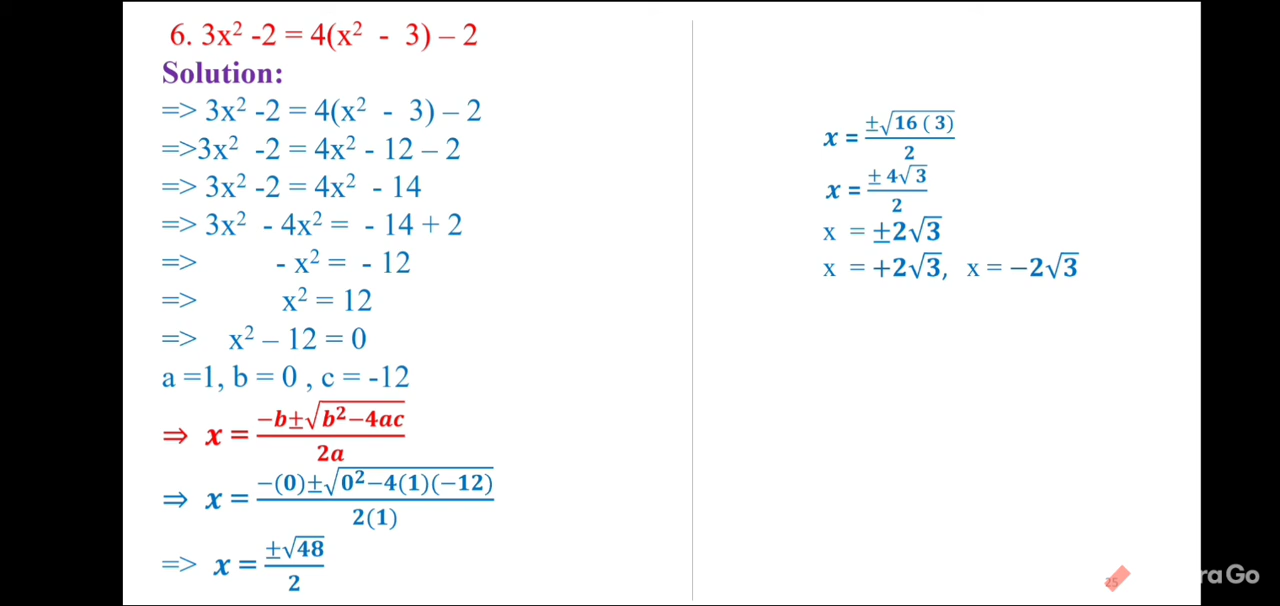 6. 3x² -2 = 4(x² - 3) – 2
Solution:
=> 3x² -2 = 4(x² - 3) – 2
=>3x² -2 = 4x² - 12 – 2
=> 3x² -2 = 4x² - 14
=> 3x² - 4x² = - 14 + 2
=> - x² = - 12
=> x² = 12
=> x² – 12 = 0
a =1, b = 0 , c = -12
⇒ x = (−b±√(b²−4ac))/(2a)
⇒ x = (−(0)±√(0²−4(1)(−12)))/(2(1))
=> x = (±√48)/2
x = (±√(16 ( 3)))/2
x = (± 4√3)/2
x = ±2√3
x = +2√3, x = −2√3
25
Go